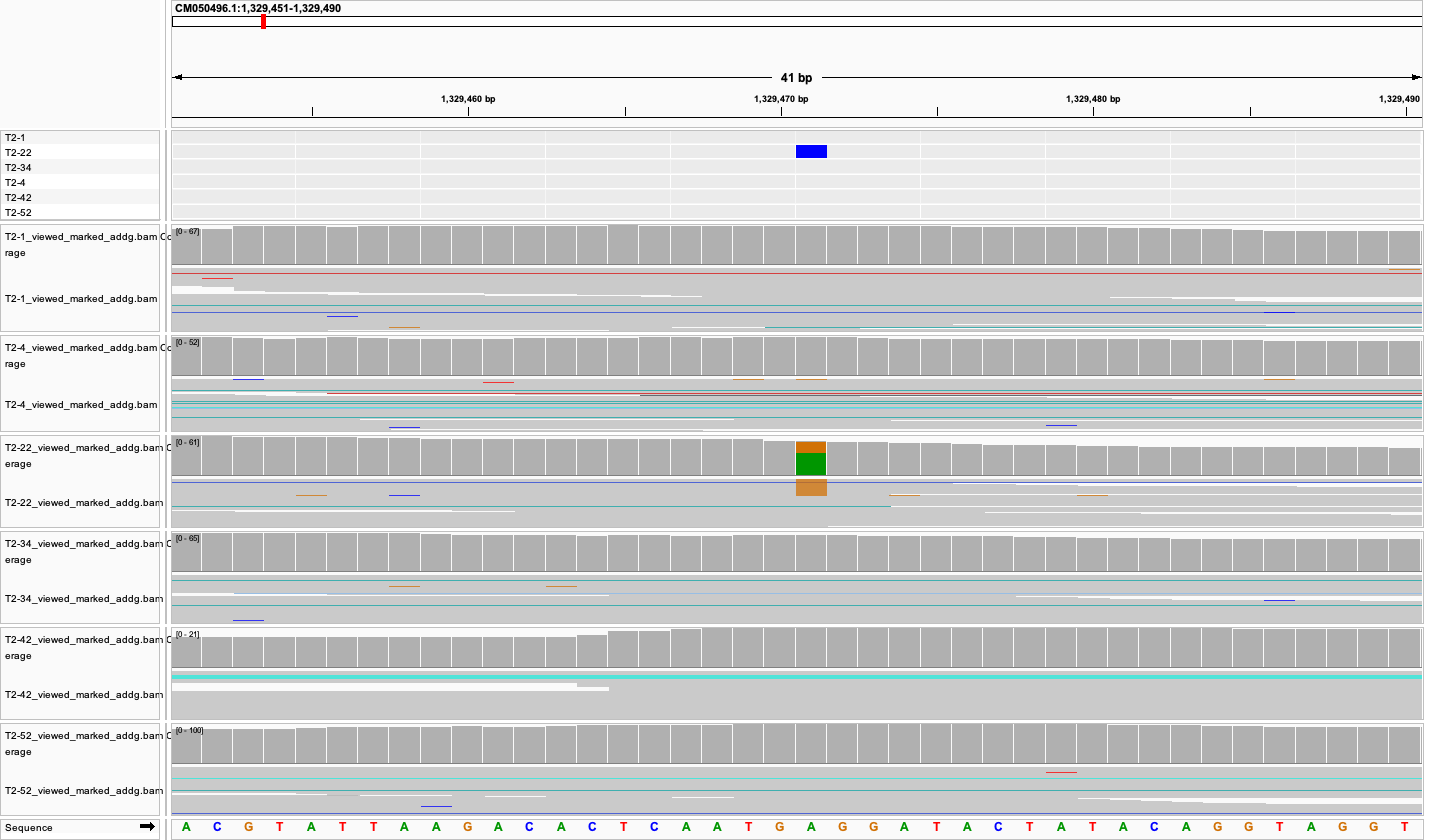 CM050496.1:1,329,451-1,329,490
41 bp
1,329,460 bp 1,329,470 bp 1,329,480 bp 1,329,490
T2-1
T2-22
T2-34
T2-4
T2-42
T2-52
T2-1_viewed_marked_addg.bam Co
rage
[0 - 67]
T2-1_viewed_marked_addg.bam
T2-4_viewed_marked_addg.bam Co
rage
[0 - 52]
T2-4_viewed_marked_addg.bam
T2-22_viewed_marked_addg.bam C
erage
[0 - 61]
T2-22_viewed_marked_addg.bam
T2-34_viewed_marked_addg.bam C
erage
[0 - 65]
T2-34_viewed_marked_addg.bam
T2-42_viewed_marked_addg.bam C
erage
[0 - 21]
T2-42_viewed_marked_addg.bam
T2-52_viewed_marked_addg.bam C
erage
[0 - 100]
T2-52_viewed_marked_addg.bam
Sequence A C G T A T T A A G A C A C T C A A T G A G G A T A C T A T A C A G G T A G G T